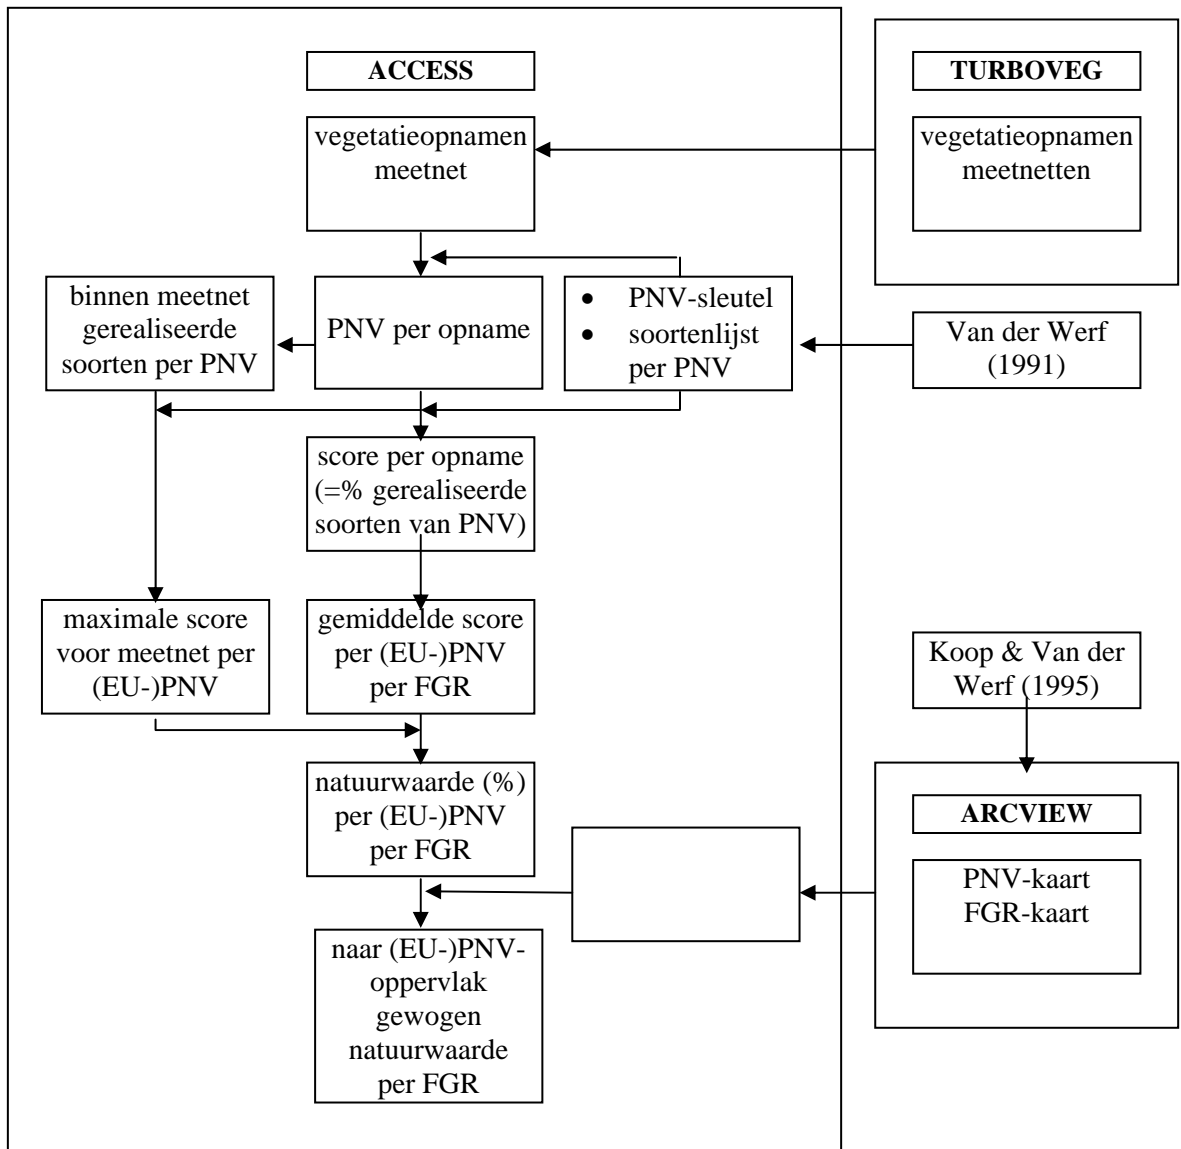 ACCESS
vegetatieopnamen
meetnet
TURBOVEG
vegetatieopnamen
meetnetten
binnen meetnet
gerealiseerde
soorten per PNV
PNV per opname
• PNV-sleutel
• soortenlijst
per PNV
Van der Werf
(1991)
score per opname
(=% gerealiseerde
soorten van PNV)
maximale score
voor meetnet per
(EU-)PNV
gemiddelde score
per (EU-)PNV
per FGR
Koop & Van der
Werf (1995)
natuurwaarde (%)
per (EU-)PNV
per FGR
ARCVIEW
PNV-kaart
FGR-kaart
naar (EU-)PNV-
oppervlak
gewogen
natuurwaarde
per FGR